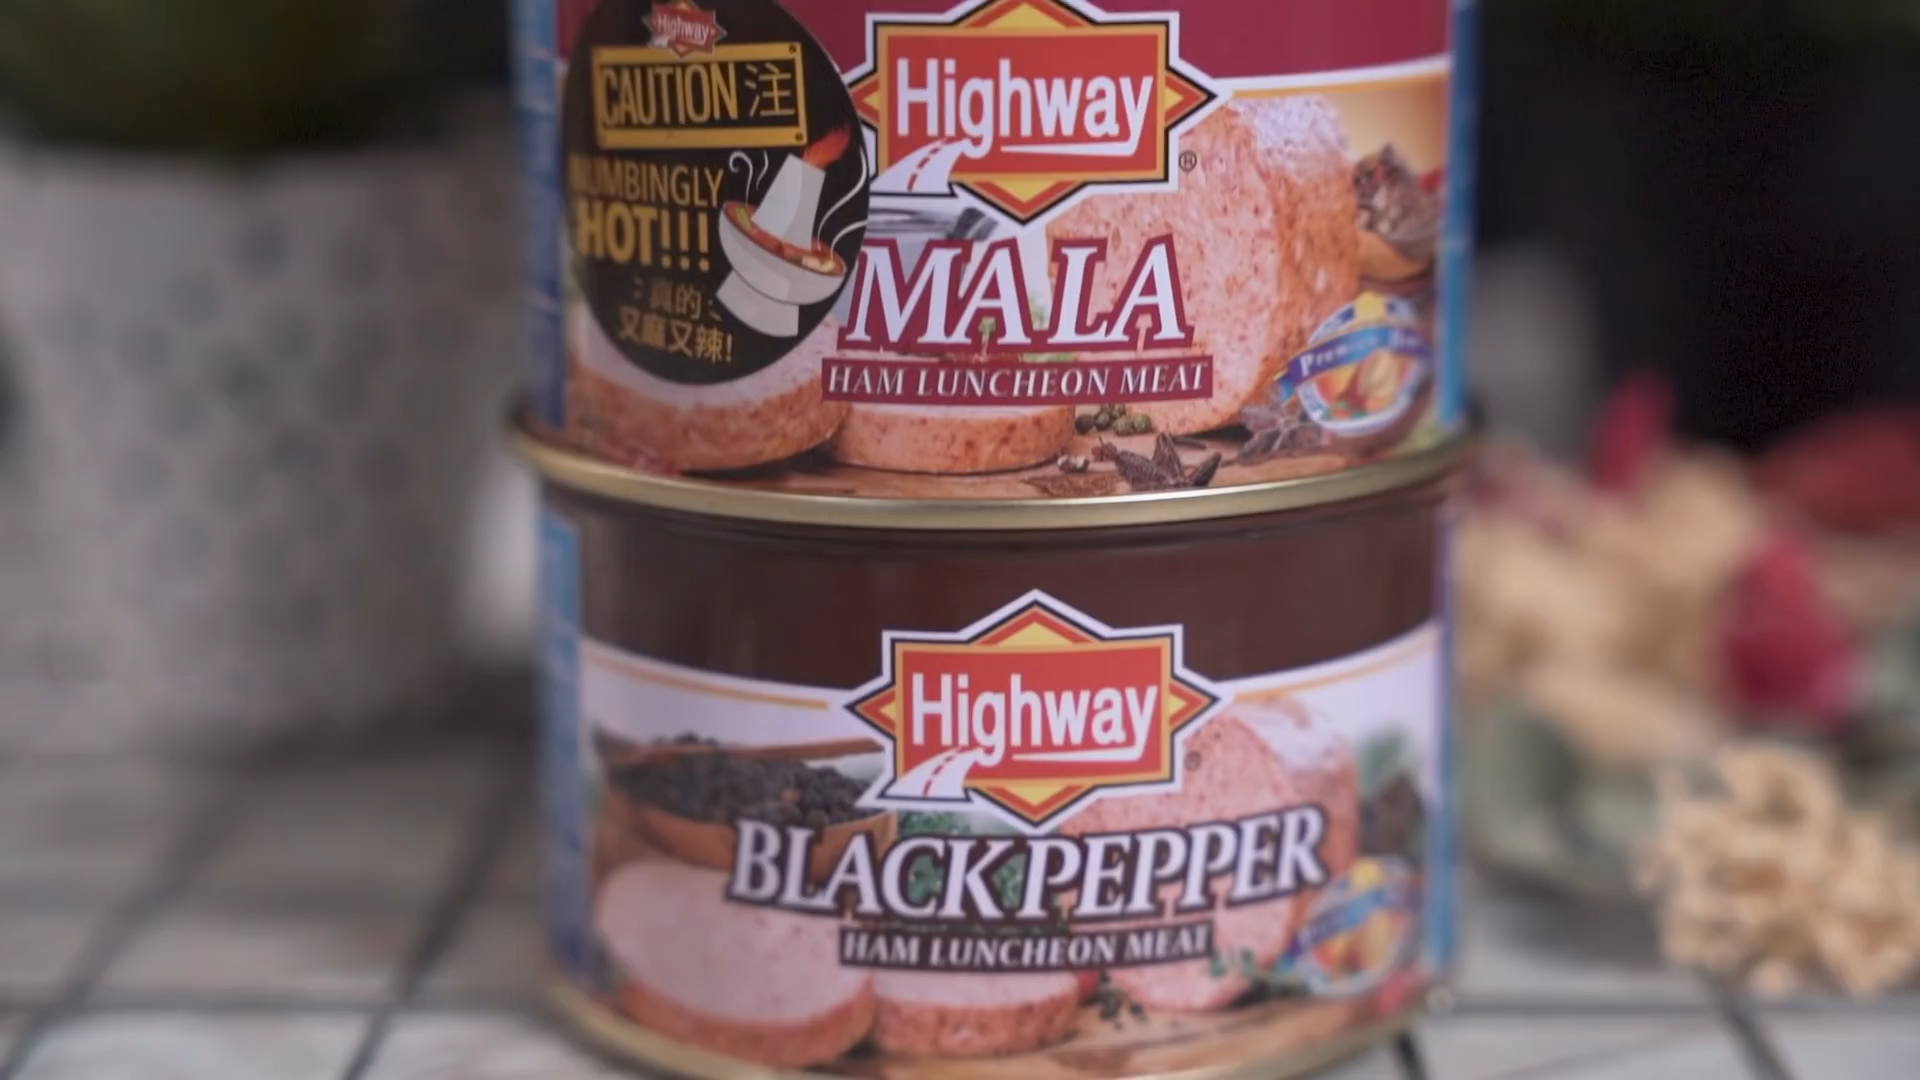 Highway
CAUTION 注
NUMBINGLY
HOT!!!
真的
又麻又辣!
Highway
®
MALA
HAM LUNCHEON MEAT
Premium
Highway
BLACK PEPPER
HAM LUNCHEON MEAT